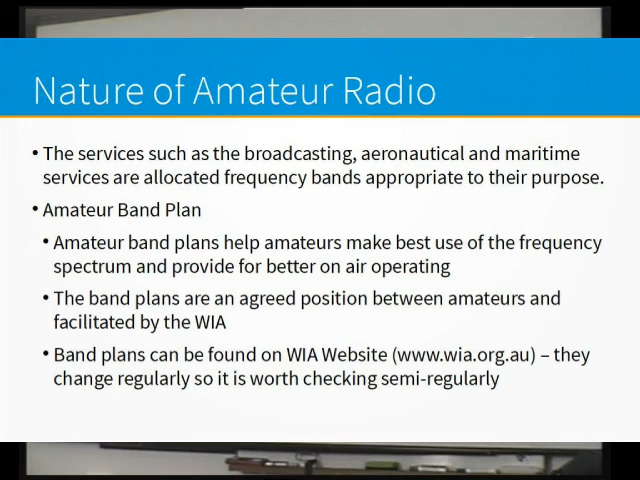 Nature of Amateur Radio
• The services such as the broadcasting, aeronautical and maritime
services are allocated frequency bands appropriate to their purpose.
• Amateur Band Plan
• Amateur band plans help amateurs make best use of the frequency
spectrum and provide for better on air operating
• The band plans are an agreed position between amateurs and
facilitated by the WIA
• Band plans can be found on WIA Website (www.wia.org.au) – they
change regularly so it is worth checking semi-regularly